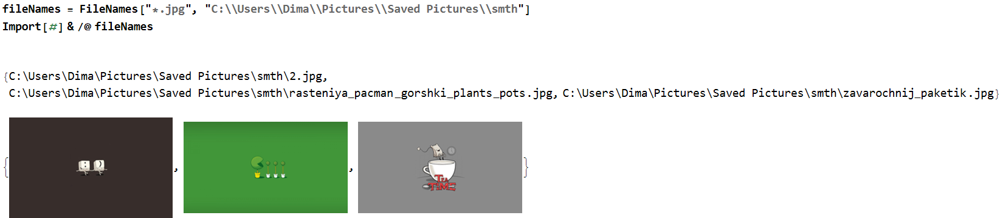 fileNames = FileNames["*.jpg", "C:\\Users\\Dima\\Pictures\\Saved Pictures\\smth"]
Import[#] & /@ fileNames
{C:\Users\Dima\Pictures\Saved Pictures\smth\2.jpg,
C:\Users\Dima\Pictures\Saved Pictures\smth\rasteniya_pacman_gorshki_plants_pots.jpg, C:\Users\Dima\Pictures\Saved Pictures\smth\zavarochnij_paketik.jpg}
{ , , }
TEA
TIME